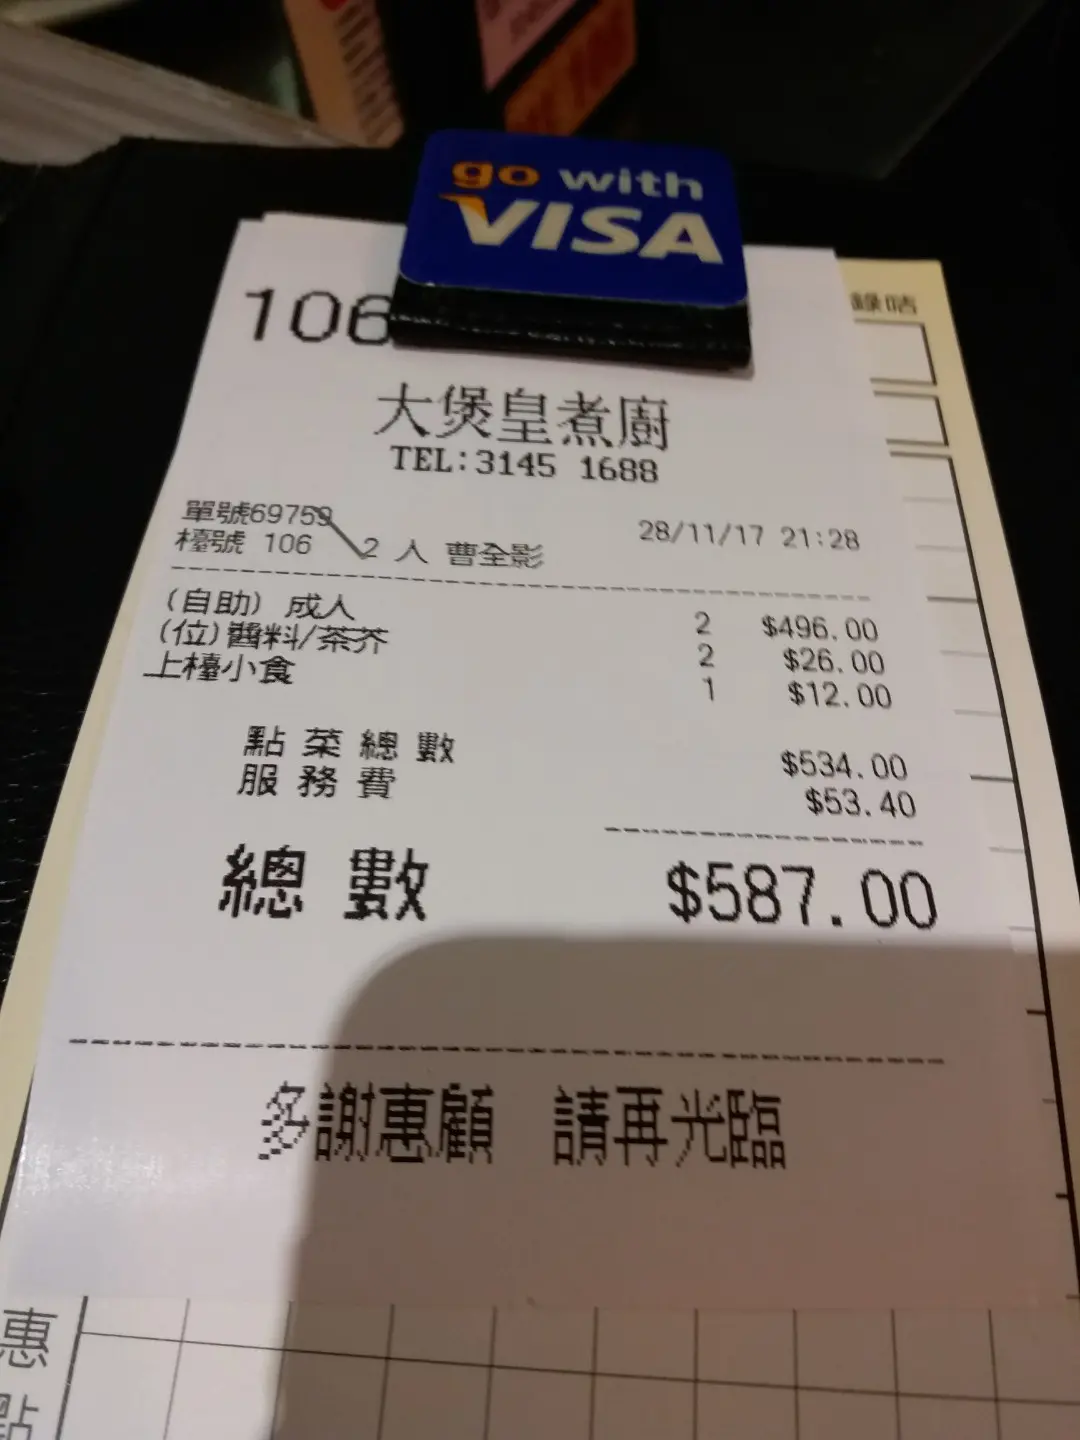 go with
VISA
106
錄咭
大煲皇煮廚
TEL:3145 1688
單號69759
28/11/17 21:28
檯號 106 2 人 曹全影
(自助) 成人 2 $496.00
(位)醬料/茶芥 2 $26.00
上檯小食 1 $12.00
點菜總數 $534.00
服務費 $53.40
總數 $587.00
多謝惠顧 請再光臨
惠
點